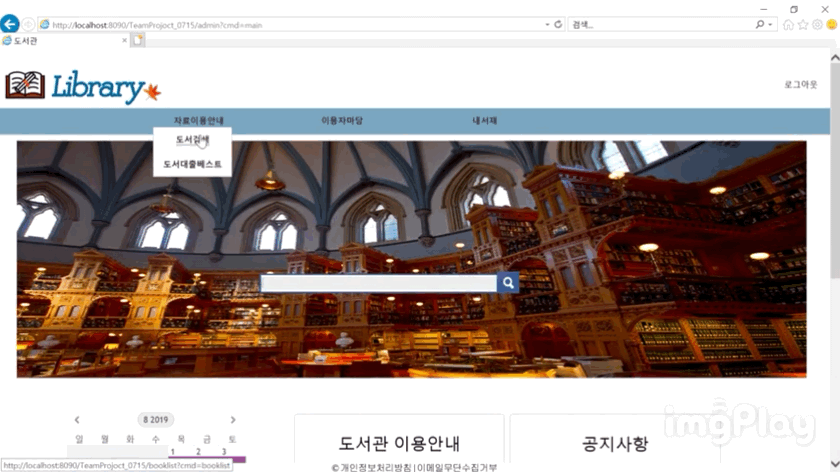 http://localhost:8090/TeamProject_0715/admin?cmd=main
검색...
도서관
Library
로그아웃
자료이용안내 이용자마당 내서재
도서검색
도서대출베스트
8 2019
일 월 화 수 목 금 토
1 2 3
도서관 이용안내 공지사항
© 개인정보처리방침 | 이메일무단수집거부
http://localhost:8090/TeamProject_0715/booklist?cmd=booklist
imgPlay